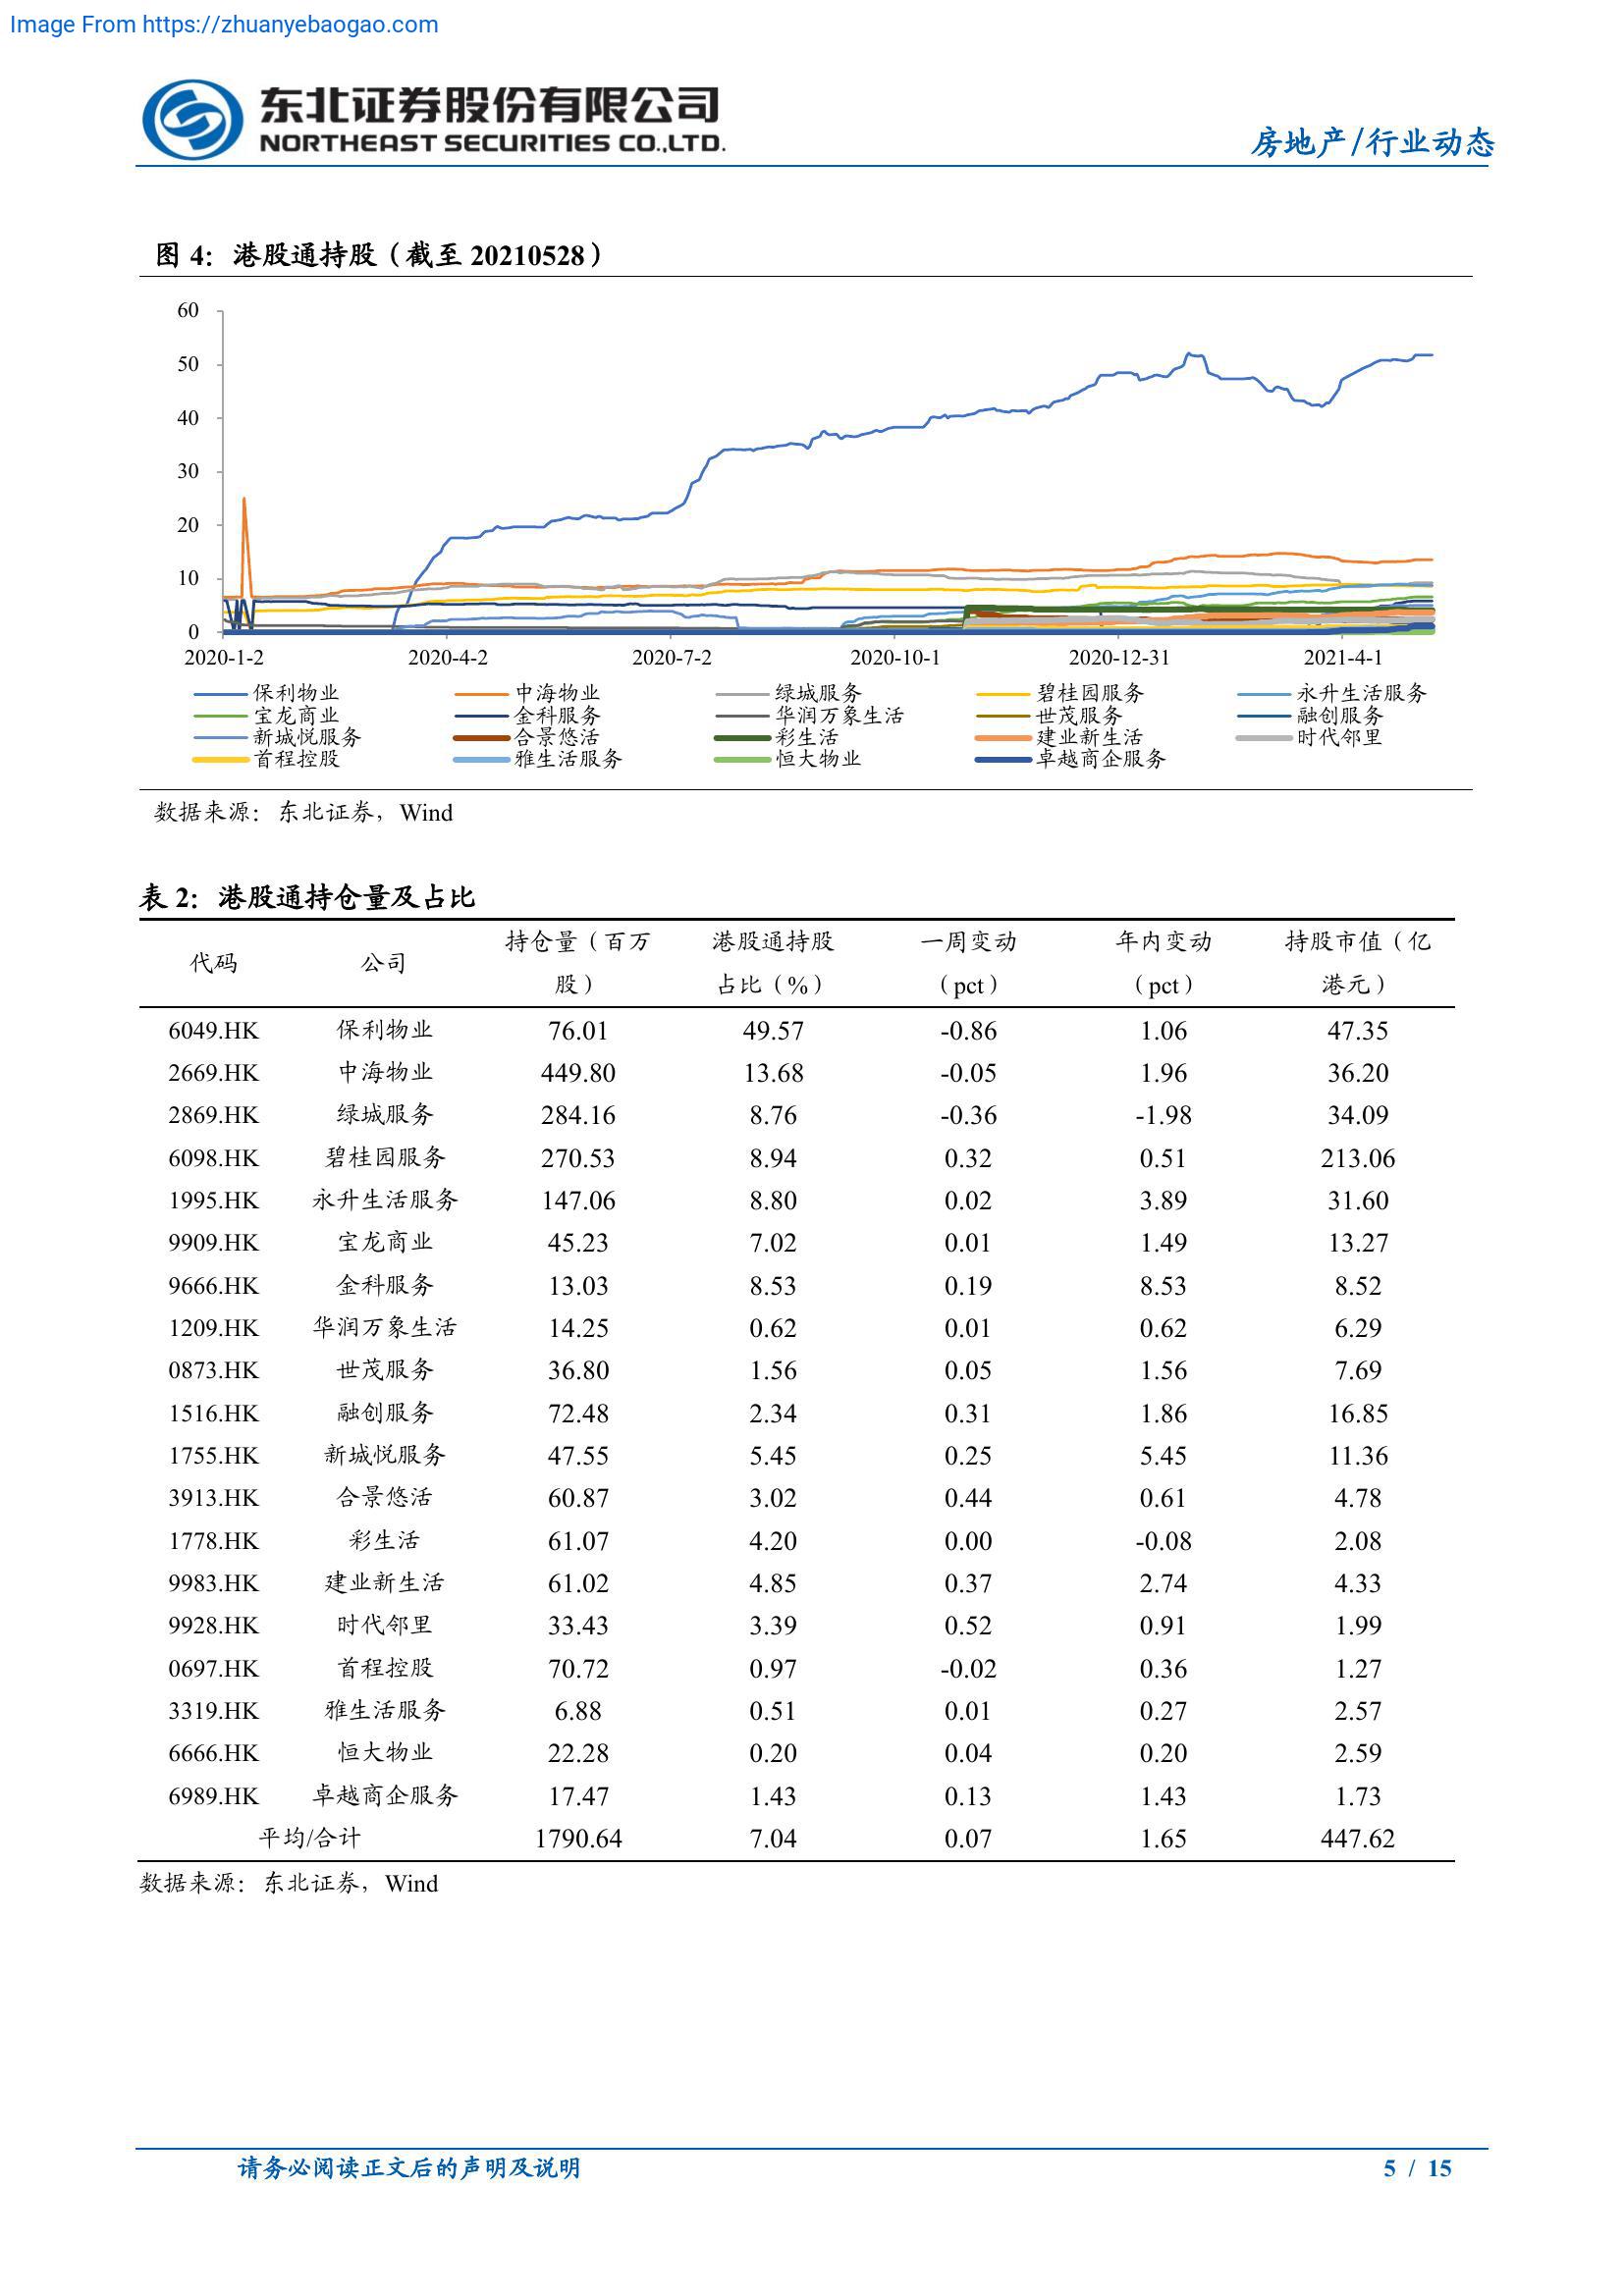 Image From https://zhuanyebaogao.com
东北证券股份有限公司
NORTHEAST SECURITIES CO.,LTD.
房地产/行业动态
图 4：港股通持股（截至 20210528）
60
50
40
30
20
10
0
2020-1-2 2020-4-2 2020-7-2 2020-10-1 2020-12-31 2021-4-1
保利物业 中海物业 绿城服务 碧桂园服务 永升生活服务
宝龙商业 金科服务 华润万象生活 世茂服务 融创服务
新城悦服务 合景悠活 彩生活 建业新生活 时代邻里
首程控股 雅生活服务 恒大物业 卓越商企服务
数据来源：东北证券，Wind
表 2：港股通持仓量及占比
代码 公司 持仓量（百万股） 港股通持股占比（%） 一周变动（pct） 年内变动（pct） 持股市值（亿港元）
6049.HK 保利物业 76.01 49.57 -0.86 1.06 47.35
2669.HK 中海物业 449.80 13.68 -0.05 1.96 36.20
2869.HK 绿城服务 284.16 8.76 -0.36 -1.98 34.09
6098.HK 碧桂园服务 270.53 8.94 0.32 0.51 213.06
1995.HK 永升生活服务 147.06 8.80 0.02 3.89 31.60
9909.HK 宝龙商业 45.23 7.02 0.01 1.49 13.27
9666.HK 金科服务 13.03 8.53 0.19 8.53 8.52
1209.HK 华润万象生活 14.25 0.62 0.01 0.62 6.29
0873.HK 世茂服务 36.80 1.56 0.05 1.56 7.69
1516.HK 融创服务 72.48 2.34 0.31 1.86 16.85
1755.HK 新城悦服务 47.55 5.45 0.25 5.45 11.36
3913.HK 合景悠活 60.87 3.02 0.44 0.61 4.78
1778.HK 彩生活 61.07 4.20 0.00 -0.08 2.08
9983.HK 建业新生活 61.02 4.85 0.37 2.74 4.33
9928.HK 时代邻里 33.43 3.39 0.52 0.91 1.99
0697.HK 首程控股 70.72 0.97 -0.02 0.36 1.27
3319.HK 雅生活服务 6.88 0.51 0.01 0.27 2.57
6666.HK 恒大物业 22.28 0.20 0.04 0.20 2.59
6989.HK 卓越商企服务 17.47 1.43 0.13 1.43 1.73
平均/合计 1790.64 7.04 0.07 1.65 447.62
数据来源：东北证券，Wind
请务必阅读正文后的声明及说明
5 / 15